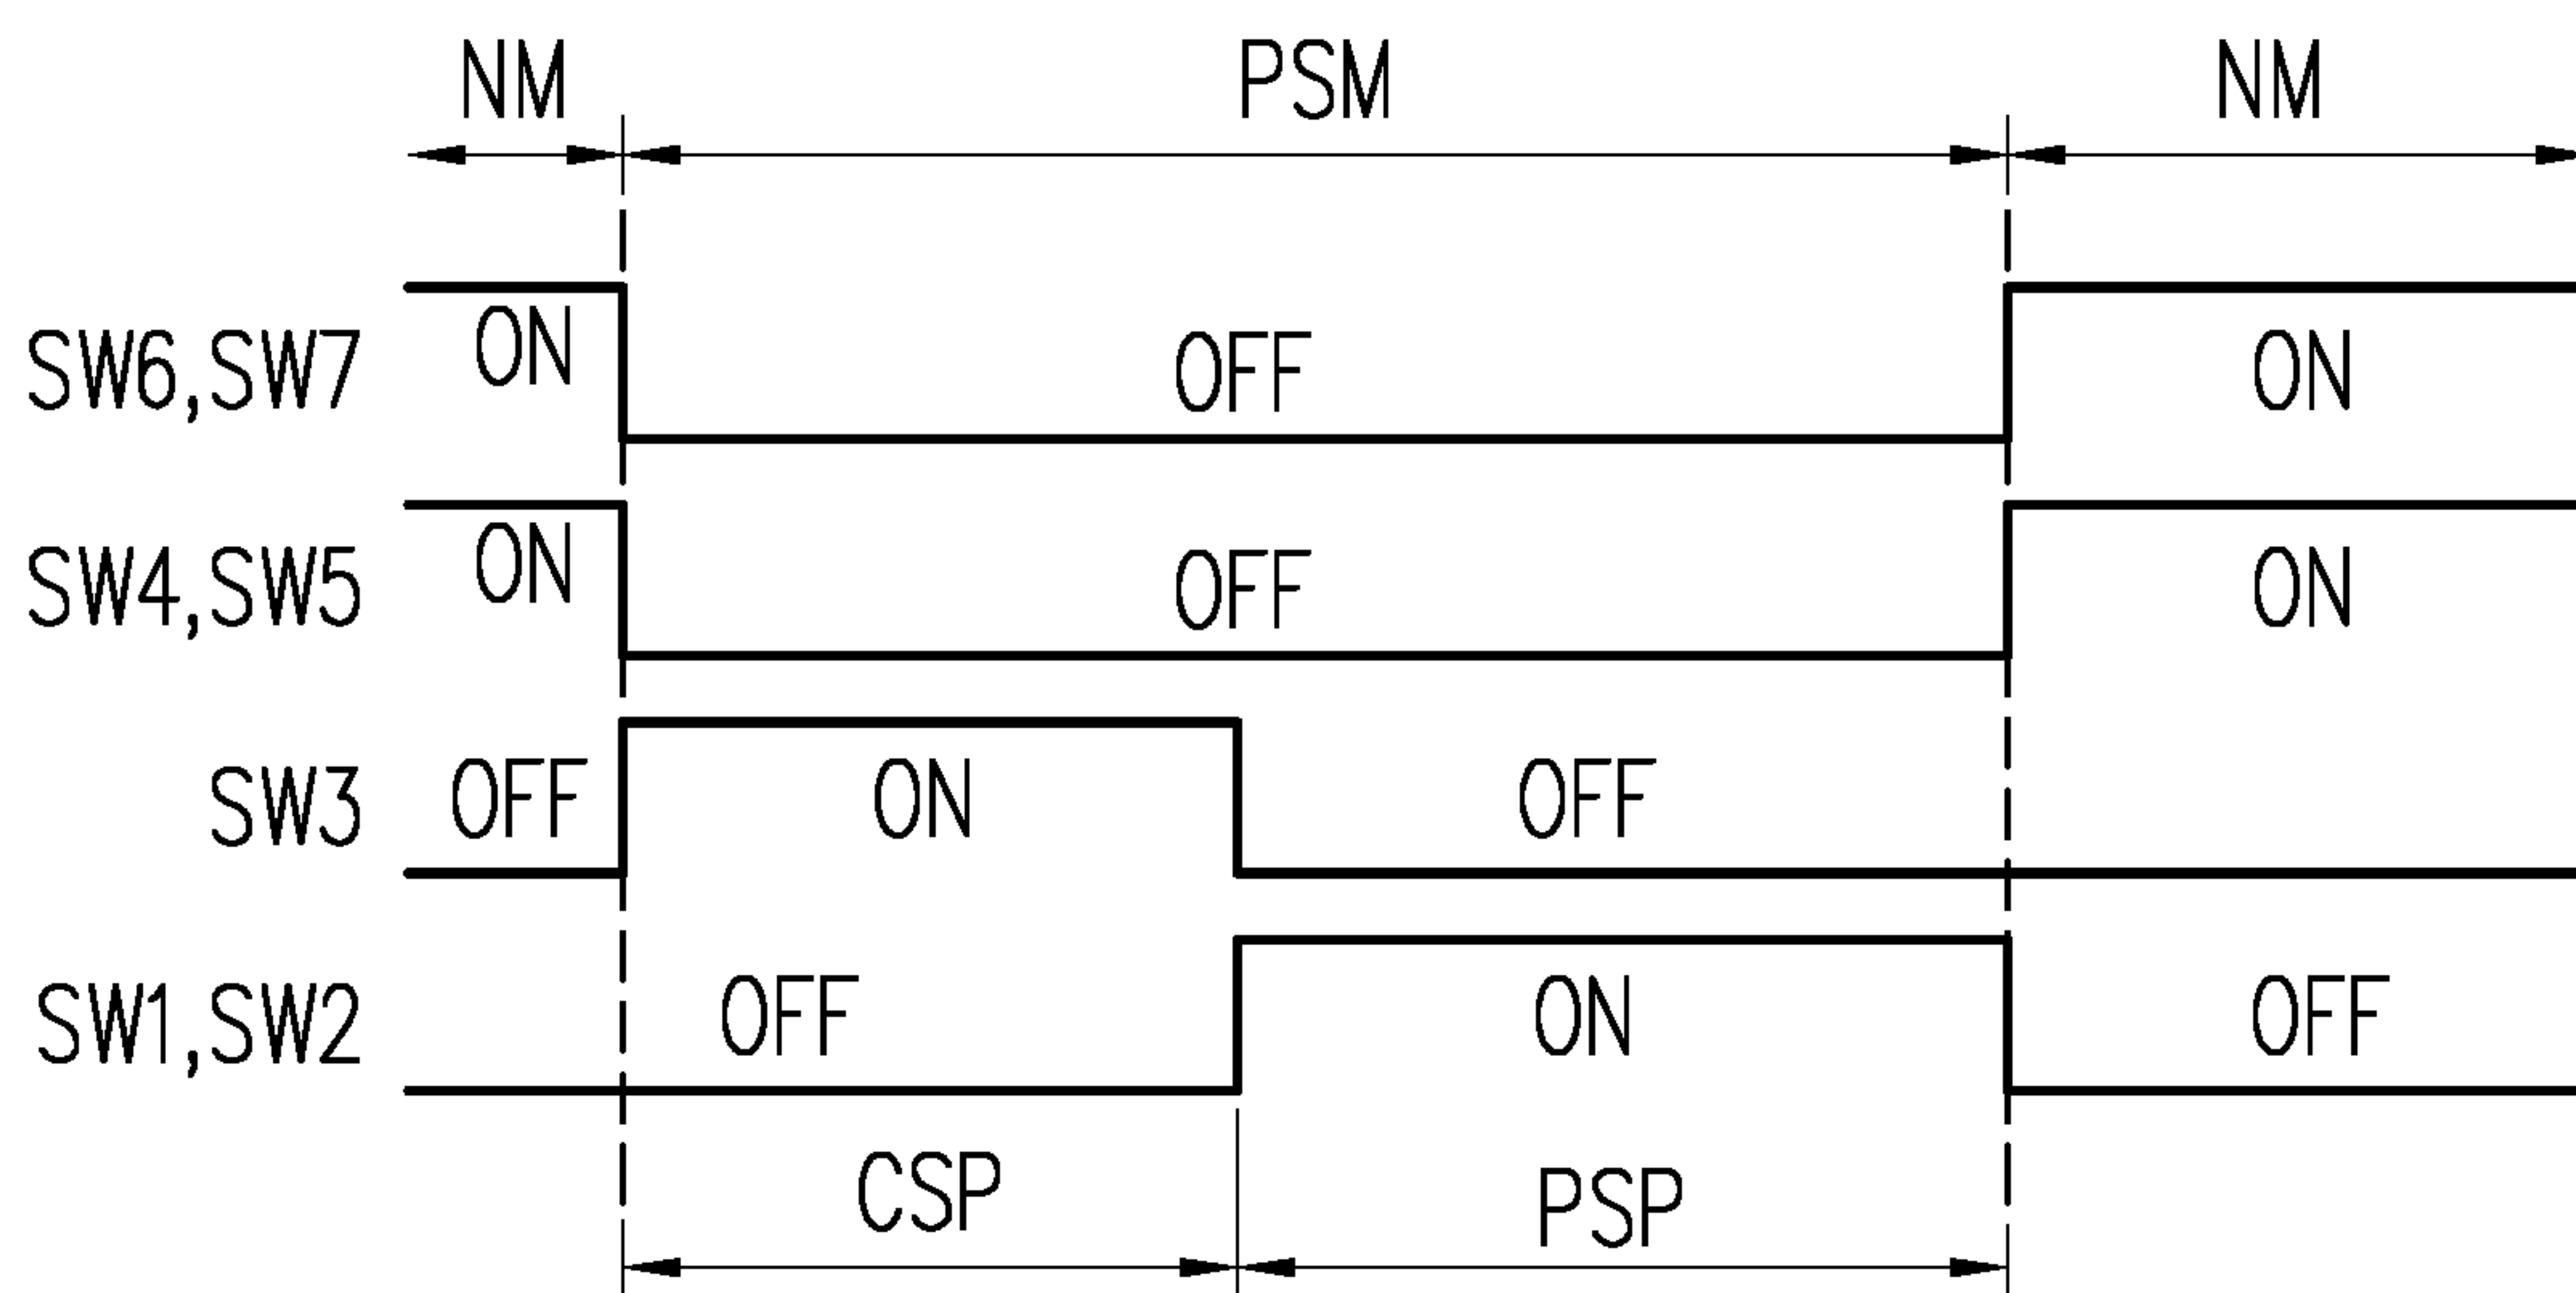 NM PSM NM
SW6,SW7 ON OFF ON
SW4,SW5 ON OFF ON
SW3 OFF ON OFF
SW1,SW2 OFF ON OFF
CSP PSP